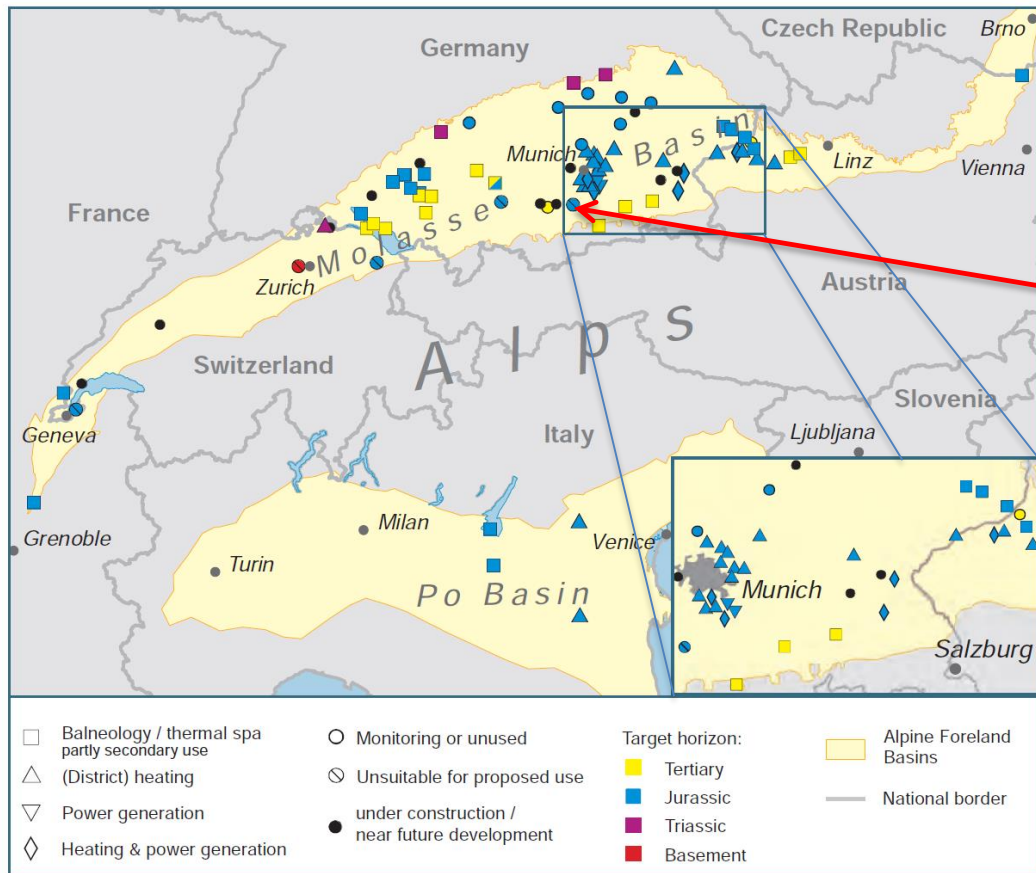 Czech Republic
Brno
Germany
Munich
Basin
Linz
Vienna
France
Molasse
Zurich
Austria
Alps
Switzerland
Slovenia
Geneva
Italy
Ljubljana
Grenoble
Milan
Venice
Turin
Po Basin
Munich
Salzburg
Balneology / thermal spa
partly secondary use
(District) heating
Power generation
Heating & power generation
Monitoring or unused
Unsuitable for proposed use
under construction /
near future development
Target horizon:
Tertiary
Jurassic
Triassic
Basement
Alpine Foreland
Basins
National border